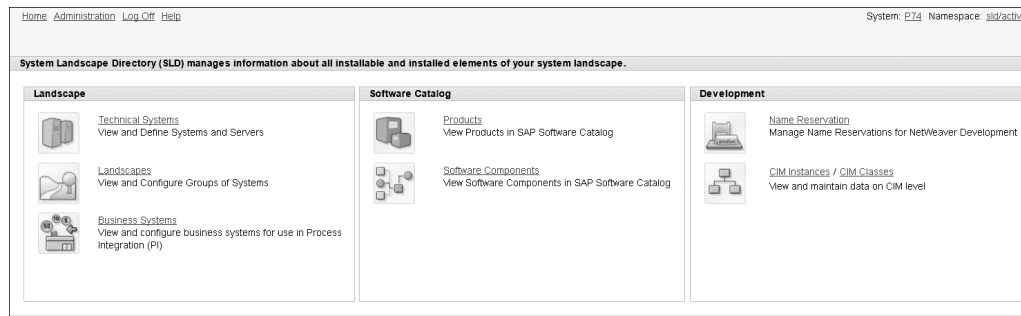 Home Administration Log Off Help
System: P74 Namespace: sld/activ
System Landscape Directory (SLD) manages information about all installable and installed elements of your system landscape.
Landscape
Technical Systems
View and Define Systems and Servers
Landscapes
View and Configure Groups of Systems
Business Systems
View and configure business systems for use in Process
Integration (PI)
Software Catalog
Products
View Products in SAP Software Catalog
Software Components
View Software Components in SAP Software Catalog
Development
Name Reservation
Manage Name Reservations for NetWeaver Development
CIM Instances / CIM Classes
View and maintain data on CIM level